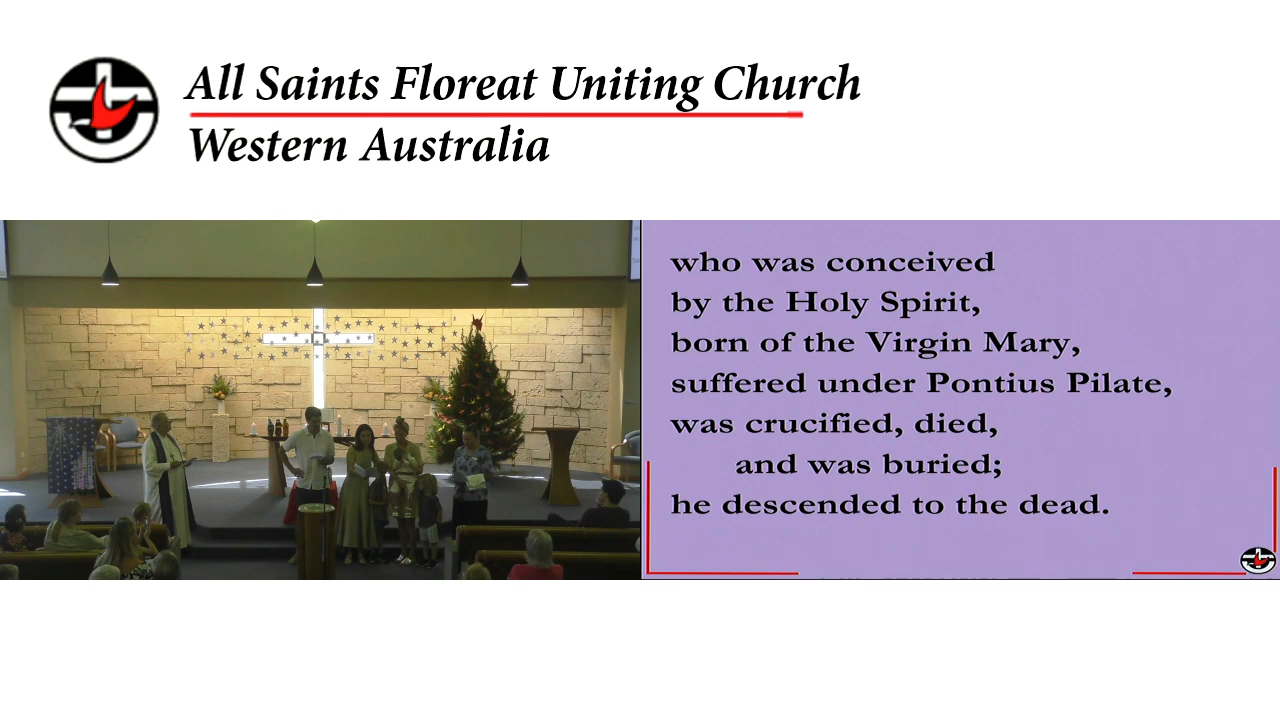 All Saints Floreat Uniting Church
Western Australia
who was conceived
by the Holy Spirit,
born of the Virgin Mary,
suffered under Pontius Pilate,
was crucified, died,
and was buried;
he descended to the dead.